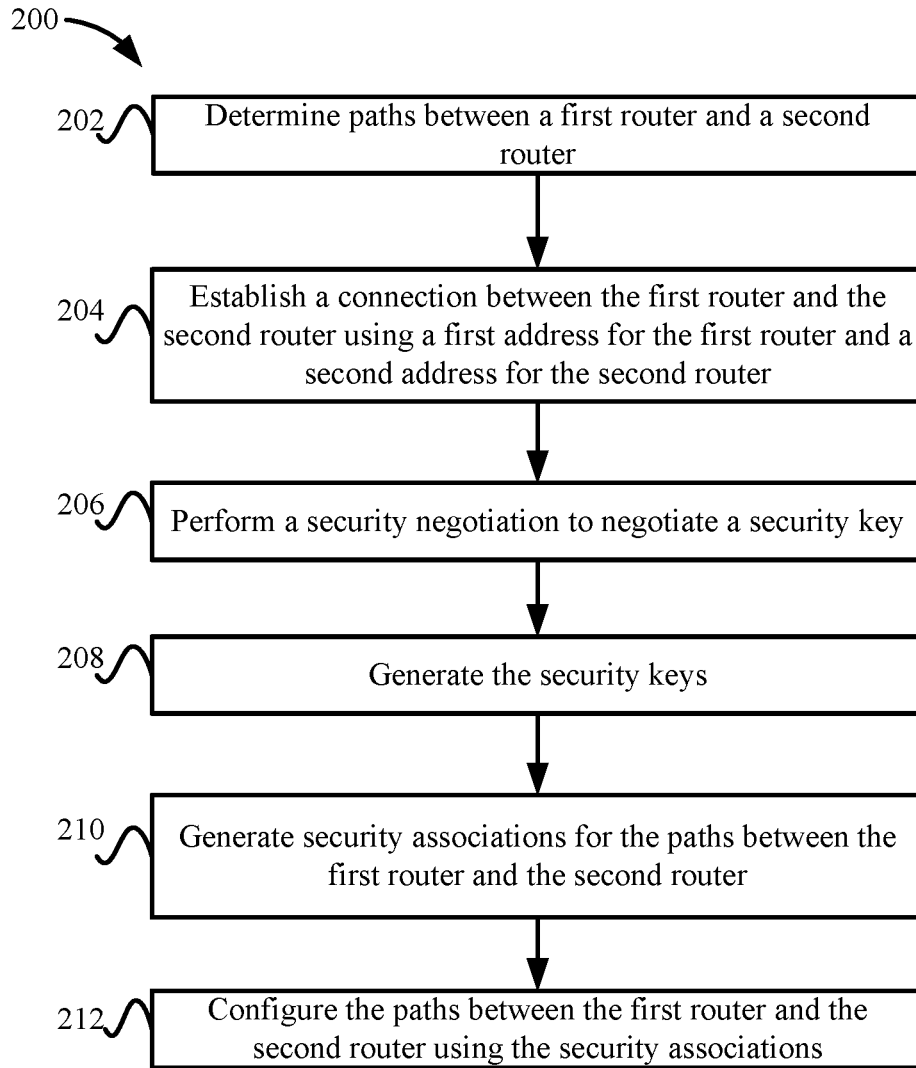 200
202
Determine paths between a first router and a second
router
204
Establish a connection between the first router and the
second router using a first address for the first router and a
second address for the second router
206
Perform a security negotiation to negotiate a security key
208
Generate the security keys
210
Generate security associations for the paths between the
first router and the second router
212
Configure the paths between the first router and the
second router using the security associations